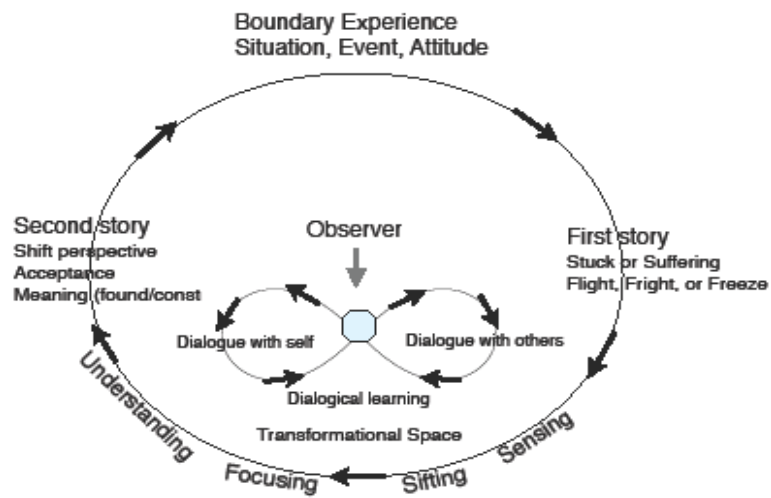 Boundary Experience
Situation, Event, Attitude
Second story
Shift perspective
Acceptance
Meaning (found/const
Observer
First story
Stuck or Suffering
Flight, Fright, or Freeze
Dialogue with self
Dialogue with others
Dialogical learning
Transformational Space
Understanding
Focusing
Sifting
Sensing